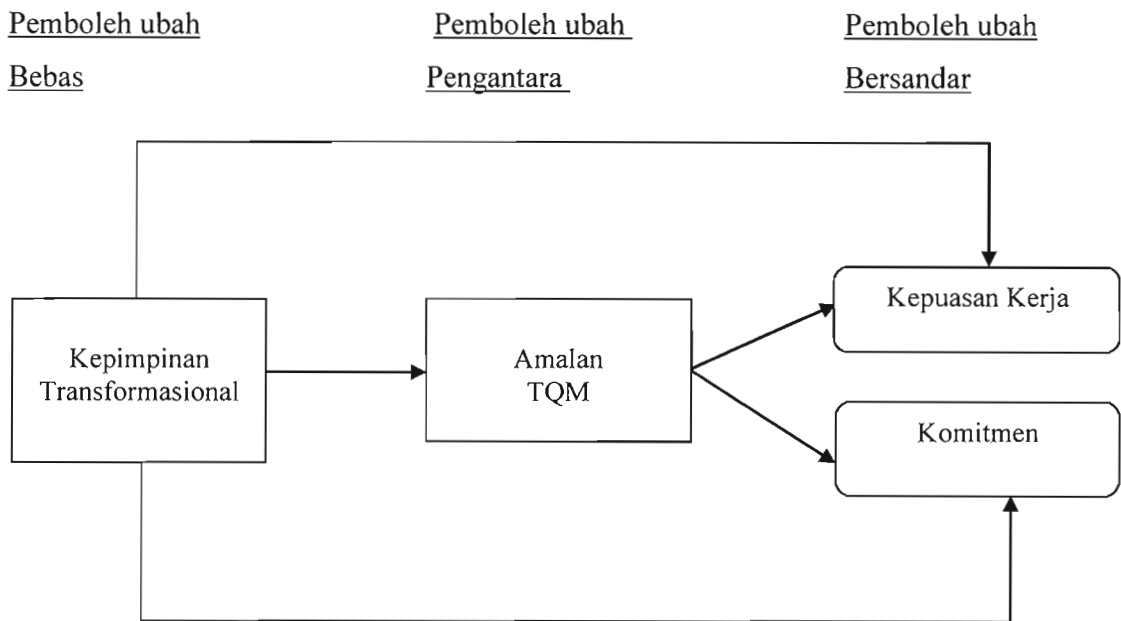 Pemboleh ubah
Bebas
Pemboleh ubah
Pengantara
Pemboleh ubah
Bersandar
Kepuasan Kerja
Kepimpinan
Transformasional
Amalan
TQM
Komitmen